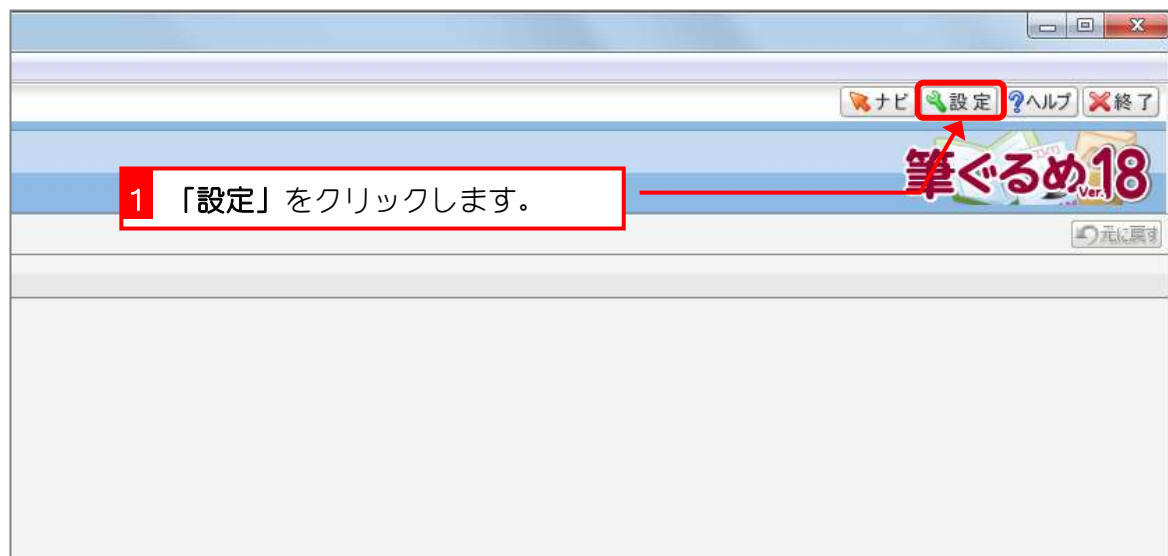 ナビ 設定 ?ヘルプ 終了
筆ぐるめ Ver.18
1 「設定」をクリックします。
元に戻す